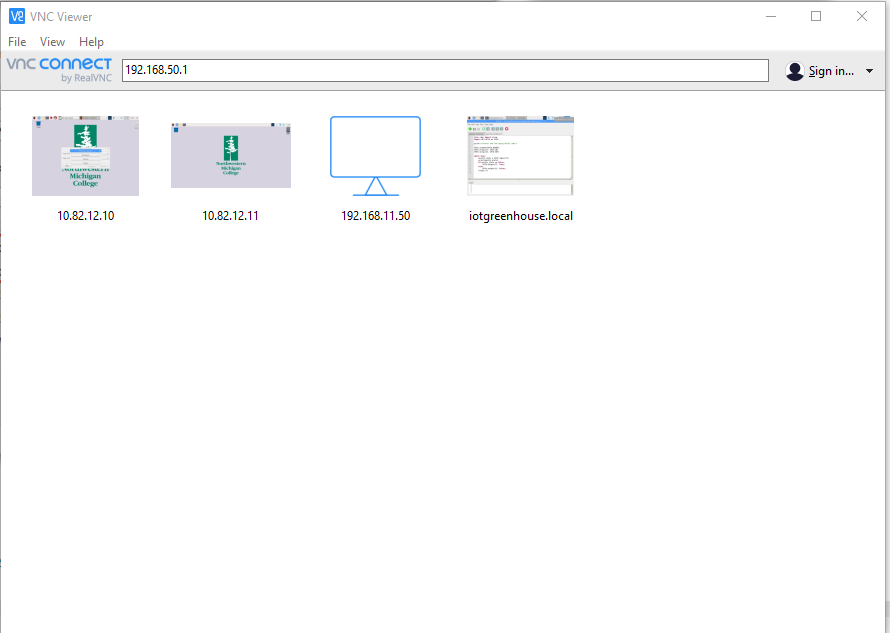 VNC Viewer
File View Help
vnc connect
by RealVNC
192.168.50.1
Sign in...
Northwestern
Michigan
College
Northwestern
Michigan
College
10.82.12.10
10.82.12.11
192.168.11.50
iotgreenhouse.local